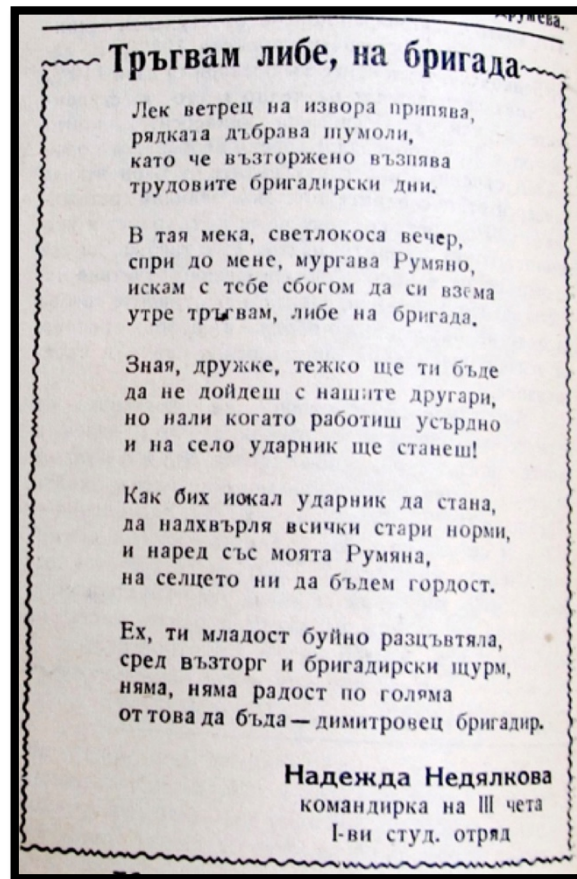 Дружева.
Тръгвам либе, на бригада
Лек ветрец на извора припява,
рядката дъбрава шумоли,
като че възторжено възпява
трудовите бригадирски дни.
В тая мека, светлокоса вечер,
спри до мене, мургава Румяно,
искам с тебе сбогом да си взема
утре тръгвам, либе на бригада.
Зная, дружке, тежко ще ти бъде
да не дойдеш с нашите другари,
но нали когато работиш усърдно
и на село ударник ще станеш!
Как бих искал ударник да стана,
да надхвърля всички стари норми,
и наред със моята Румяна,
на селцето ни да бъдем гордост.
Ех, ти младост буйно разцъвтяла,
сред възторг и бригадирски щурм,
няма, няма радост по голяма
от това да бъда — димитровец бригадир.
Надежда Недялкова
командирка на III чета
I-ви студ. отряд